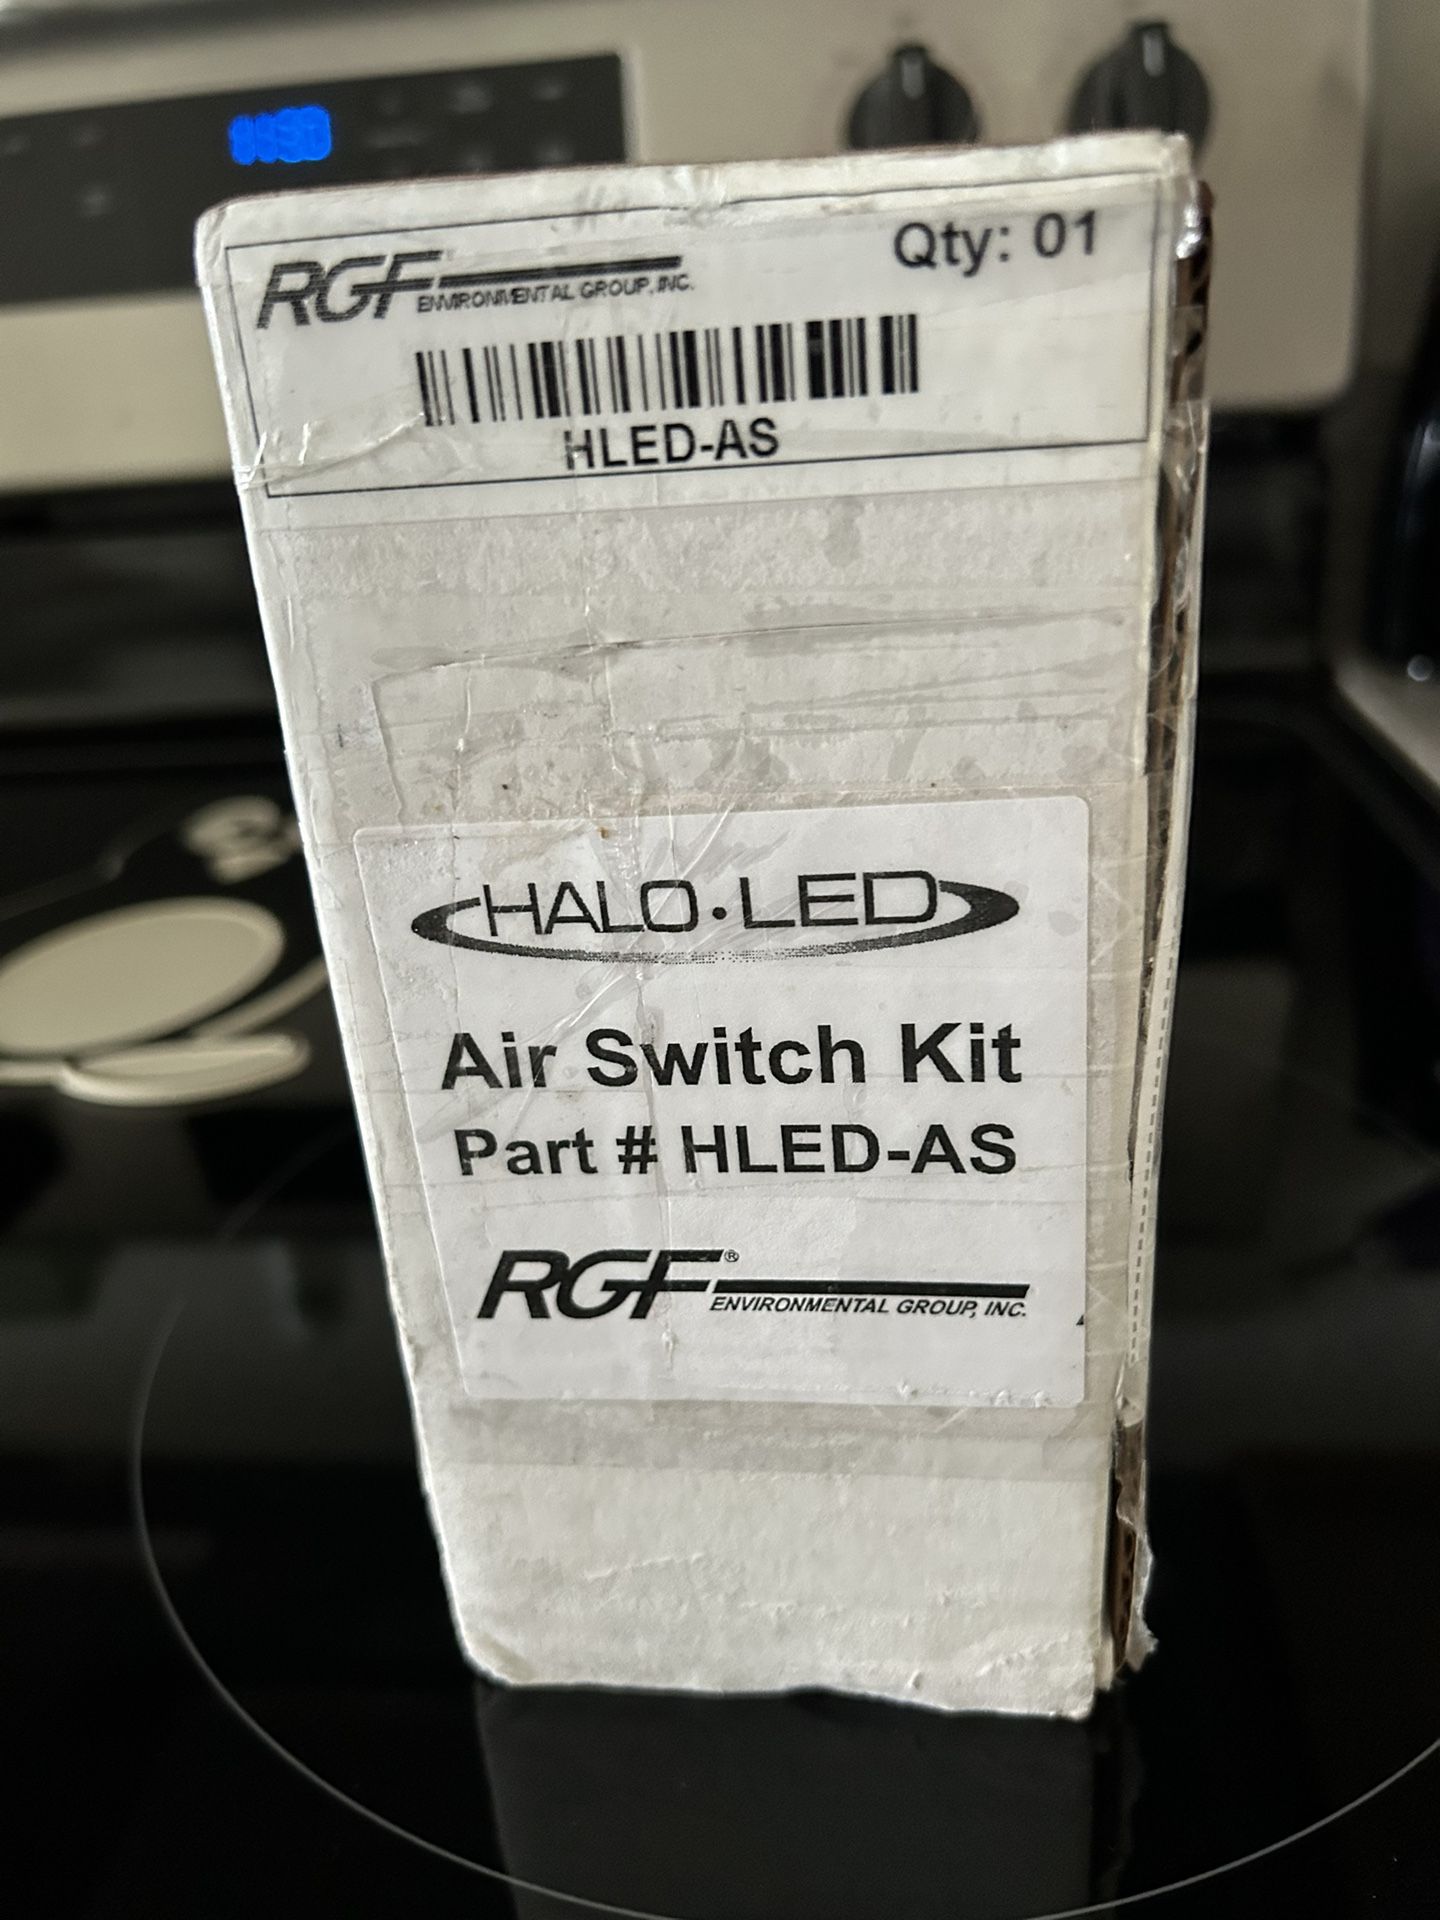 RGF ENVIRONMENTAL GROUP, INC.
Qty: 01
HLED-AS
HALO•LED
Air Switch Kit
Part # HLED-AS
RGF®
ENVIRONMENTAL GROUP, INC.